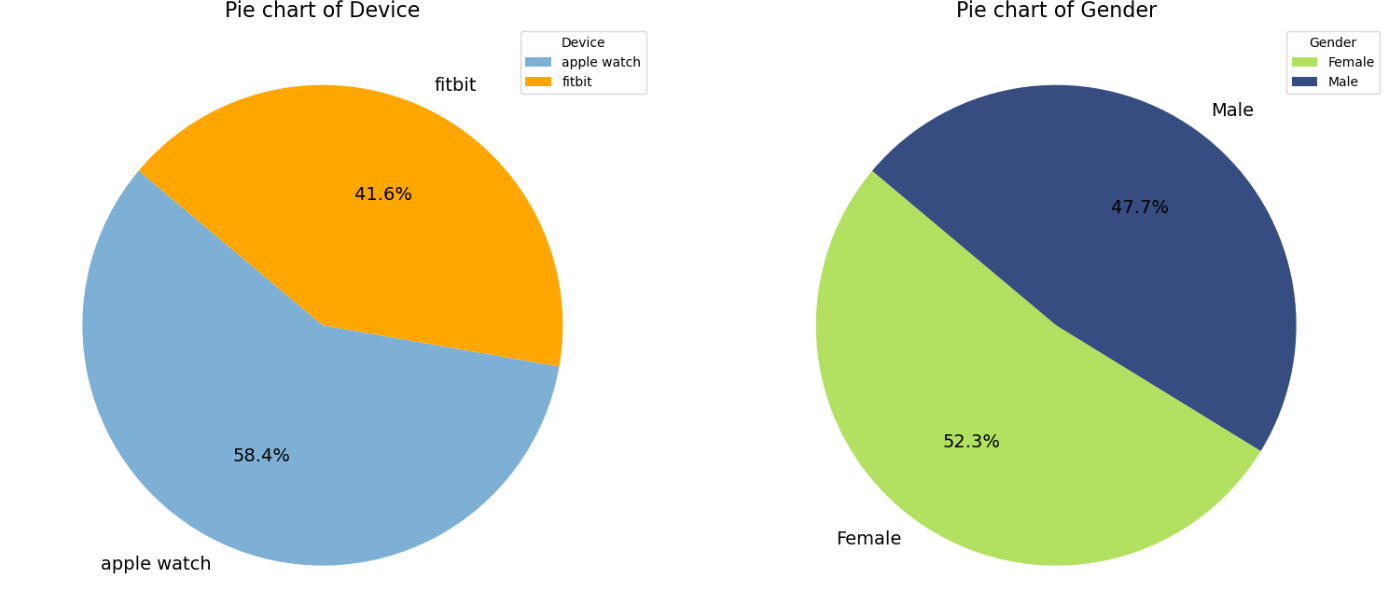 Pie chart of Device
Device
apple watch
fitbit
fitbit
41.6%
58.4%
apple watch
Pie chart of Gender
Gender
Female
Male
Male
47.7%
52.3%
Female